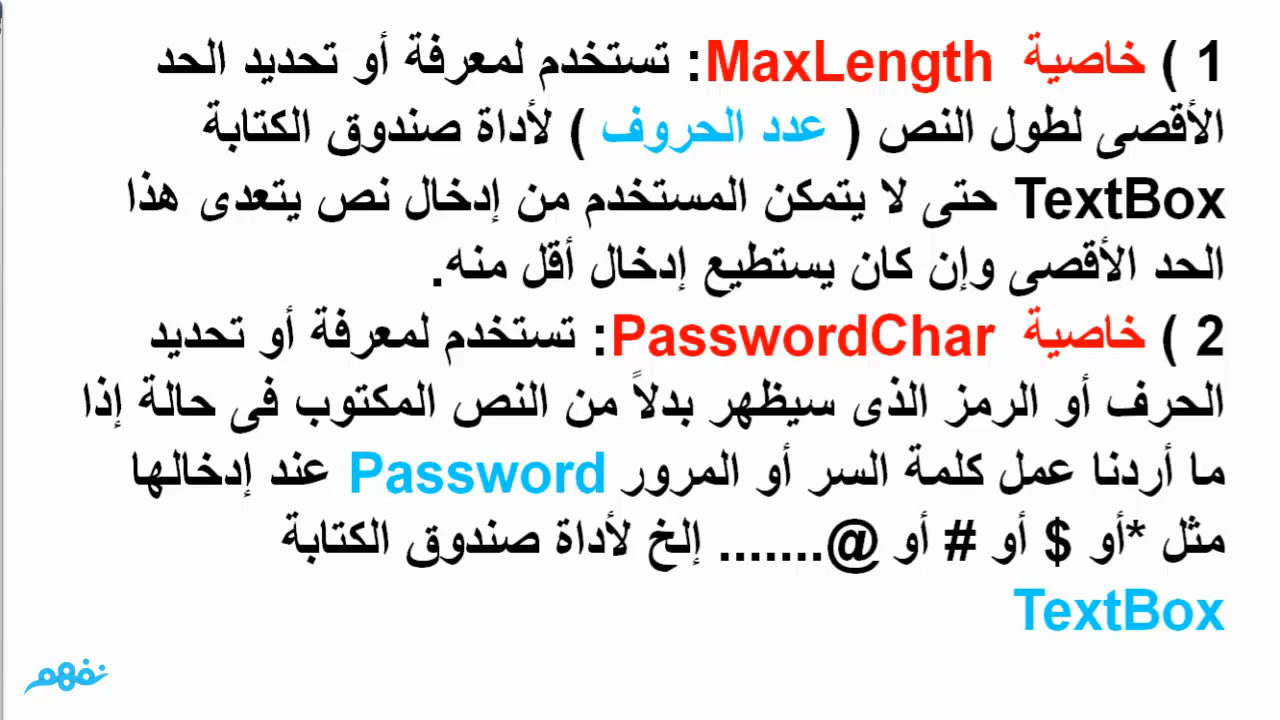 1 ) خاصية MaxLength: تستخدم لمعرفة أو تحديد الحد
الأقصى لطول النص ( عدد الحروف ) لأداة صندوق الكتابة
TextBox حتى لا يتمكن المستخدم من إدخال نص يتعدى هذا
الحد الأقصى وإن كان يستطيع إدخال أقل منه.
2 ) خاصية PasswordChar: تستخدم لمعرفة أو تحديد
الحرف أو الرمز الذى سيظهر بدلاً من النص المكتوب فى حالة إذا
ما أردنا عمل كلمة السر أو المرور Password عند إدخالها
مثل *أو $ أو # أو @....... إلخ لأداة صندوق الكتابة
TextBox
نفهم